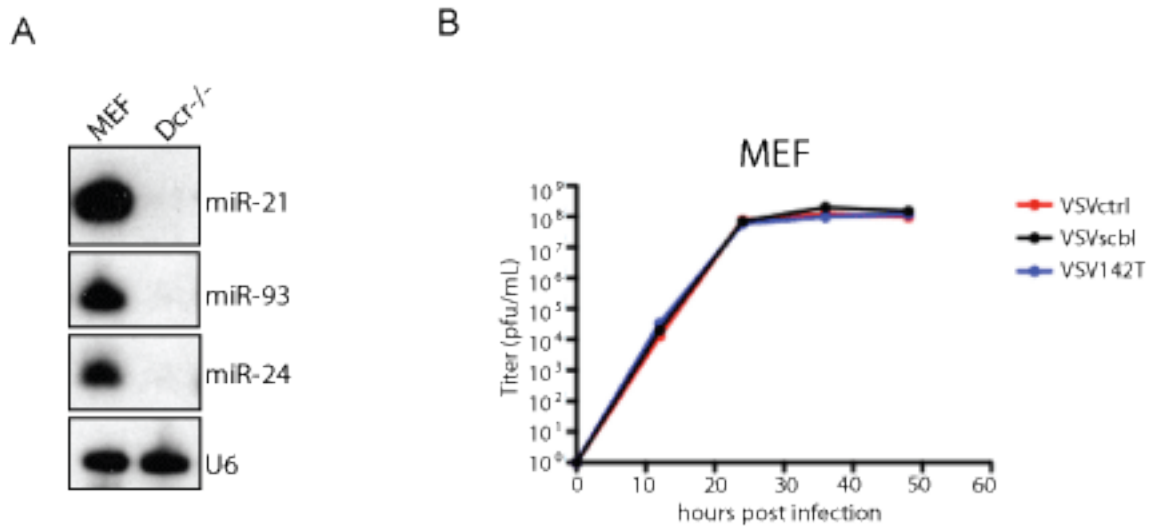 A
MEF Dcr-/-
miR-21
miR-93
miR-24
U6
B
MEF
Titer (pfu/mL)
10⁹
10⁸
10⁷
10⁶
10⁵
10⁴
10³
10²
10¹
10⁰
0 10 20 30 40 50 60
hours post infection
VSVctrl
VSVscbl
VSV142T